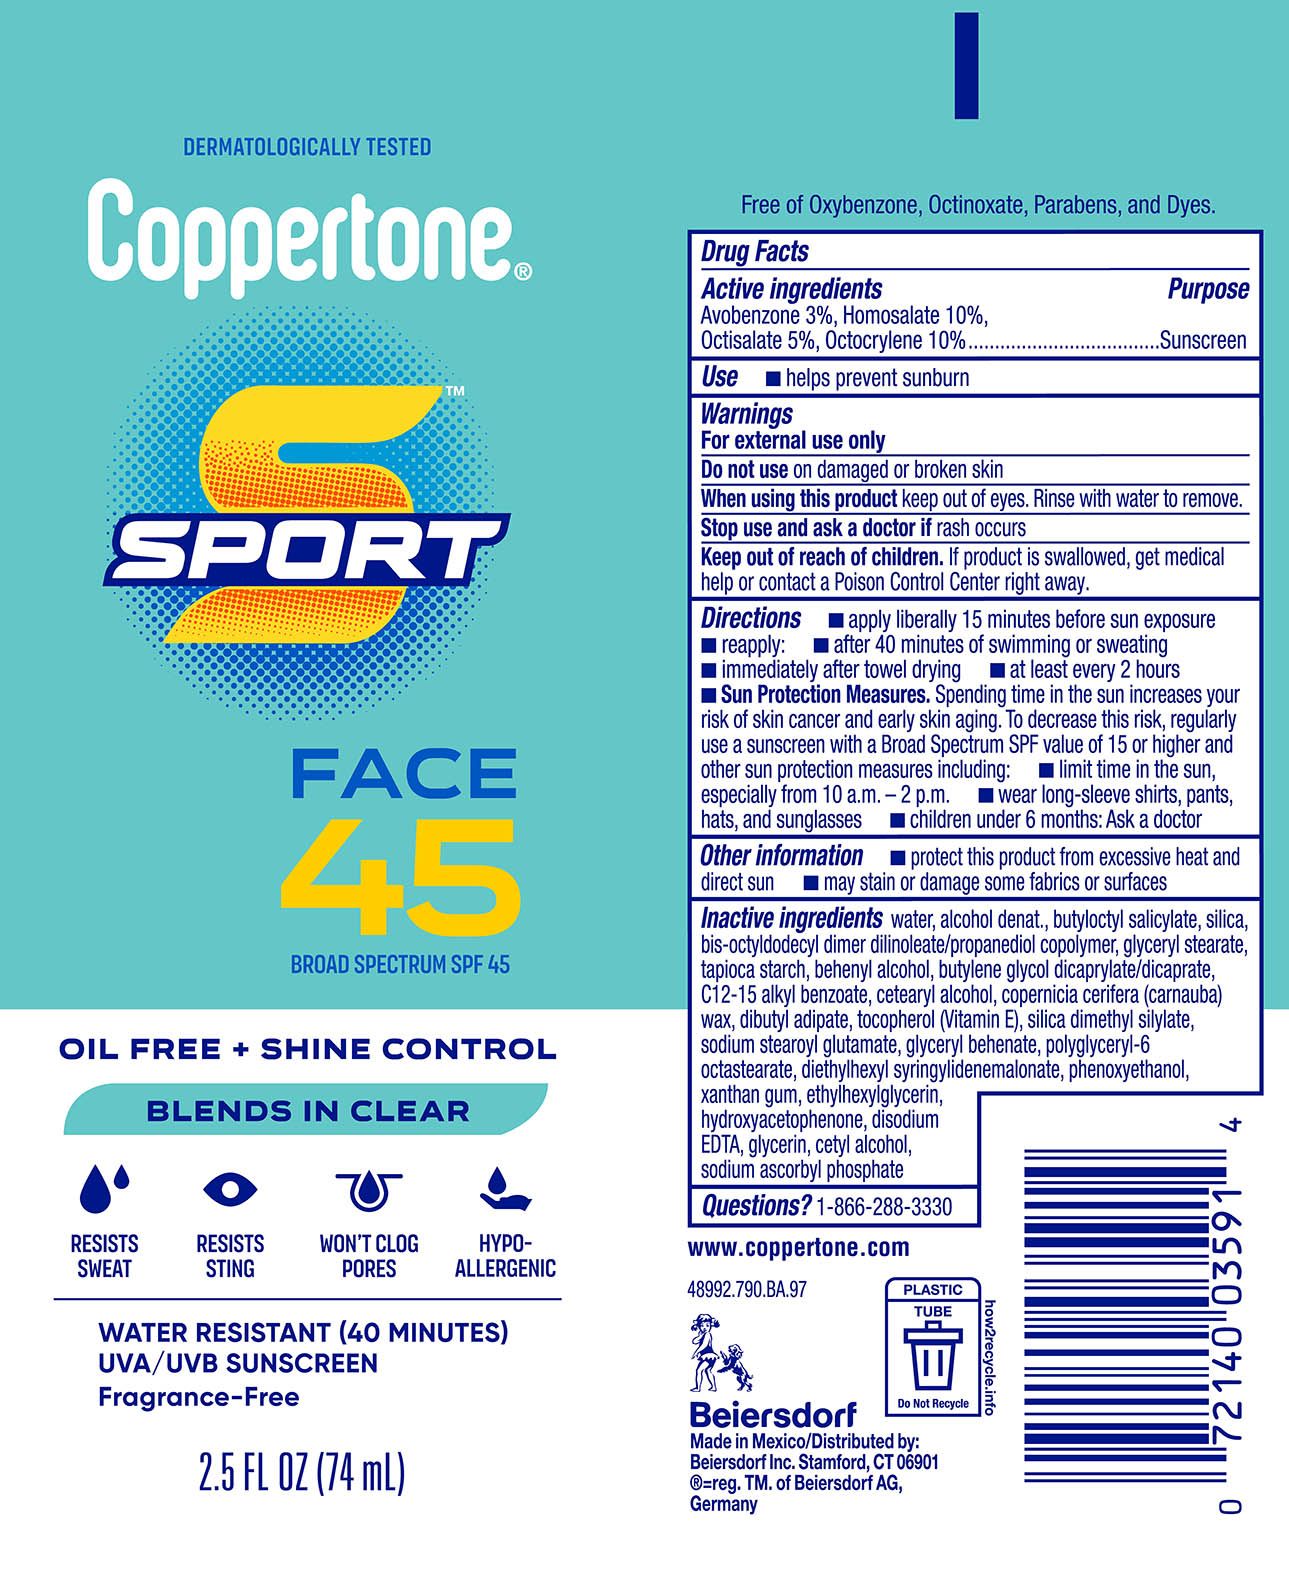 DERMATOLOGICALLY TESTED
Coppertone®
™
SPORT
FACE
45
BROAD SPECTRUM SPF 45
OIL FREE + SHINE CONTROL
BLENDS IN CLEAR
RESISTS
SWEAT
RESISTS
STING
WON'T CLOG
PORES
HYPO-
ALLERGENIC
WATER RESISTANT (40 MINUTES)
UVA/UVB SUNSCREEN
Fragrance-Free
2.5 FL OZ (74 mL)
Free of Oxybenzone, Octinoxate, Parabens, and Dyes.
Drug Facts
Active ingredients Purpose
Avobenzone 3%, Homosalate 10%,
Octisalate 5%, Octocrylene 10%....................................Sunscreen
Use ■ helps prevent sunburn
Warnings
For external use only
Do not use on damaged or broken skin
When using this product keep out of eyes. Rinse with water to remove.
Stop use and ask a doctor if rash occurs
Keep out of reach of children. If product is swallowed, get medical
help or contact a Poison Control Center right away.
Directions ■ apply liberally 15 minutes before sun exposure
■ reapply: ■ after 40 minutes of swimming or sweating
■ immediately after towel drying ■ at least every 2 hours
■ Sun Protection Measures. Spending time in the sun increases your
risk of skin cancer and early skin aging. To decrease this risk, regularly
use a sunscreen with a Broad Spectrum SPF value of 15 or higher and
other sun protection measures including: ■ limit time in the sun,
especially from 10 a.m. – 2 p.m. ■ wear long-sleeve shirts, pants,
hats, and sunglasses ■ children under 6 months: Ask a doctor
Other information ■ protect this product from excessive heat and
direct sun ■ may stain or damage some fabrics or surfaces
Inactive ingredients water, alcohol denat., butyloctyl salicylate, silica,
bis-octyldodecyl dimer dilinoleate/propanediol copolymer, glyceryl stearate,
tapioca starch, behenyl alcohol, butylene glycol dicaprylate/dicaprate,
C12-15 alkyl benzoate, cetearyl alcohol, copernicia cerifera (carnauba)
wax, dibutyl adipate, tocopherol (Vitamin E), silica dimethyl silylate,
sodium stearoyl glutamate, glyceryl behenate, polyglyceryl-6
octastearate, diethylhexyl syringylidenemalonate, phenoxyethanol,
xanthan gum, ethylhexylglycerin,
hydroxyacetophenone, disodium
EDTA, glycerin, cetyl alcohol,
sodium ascorbyl phosphate
Questions? 1-866-288-3330
www.coppertone.com
48992.790.BA.97
PLASTIC
TUBE
Do Not Recycle
how2recycle.info
Beiersdorf
Made in Mexico/Distributed by:
Beiersdorf Inc. Stamford, CT 06901
®=reg. TM. of Beiersdorf AG,
Germany
0 72140 03591 4